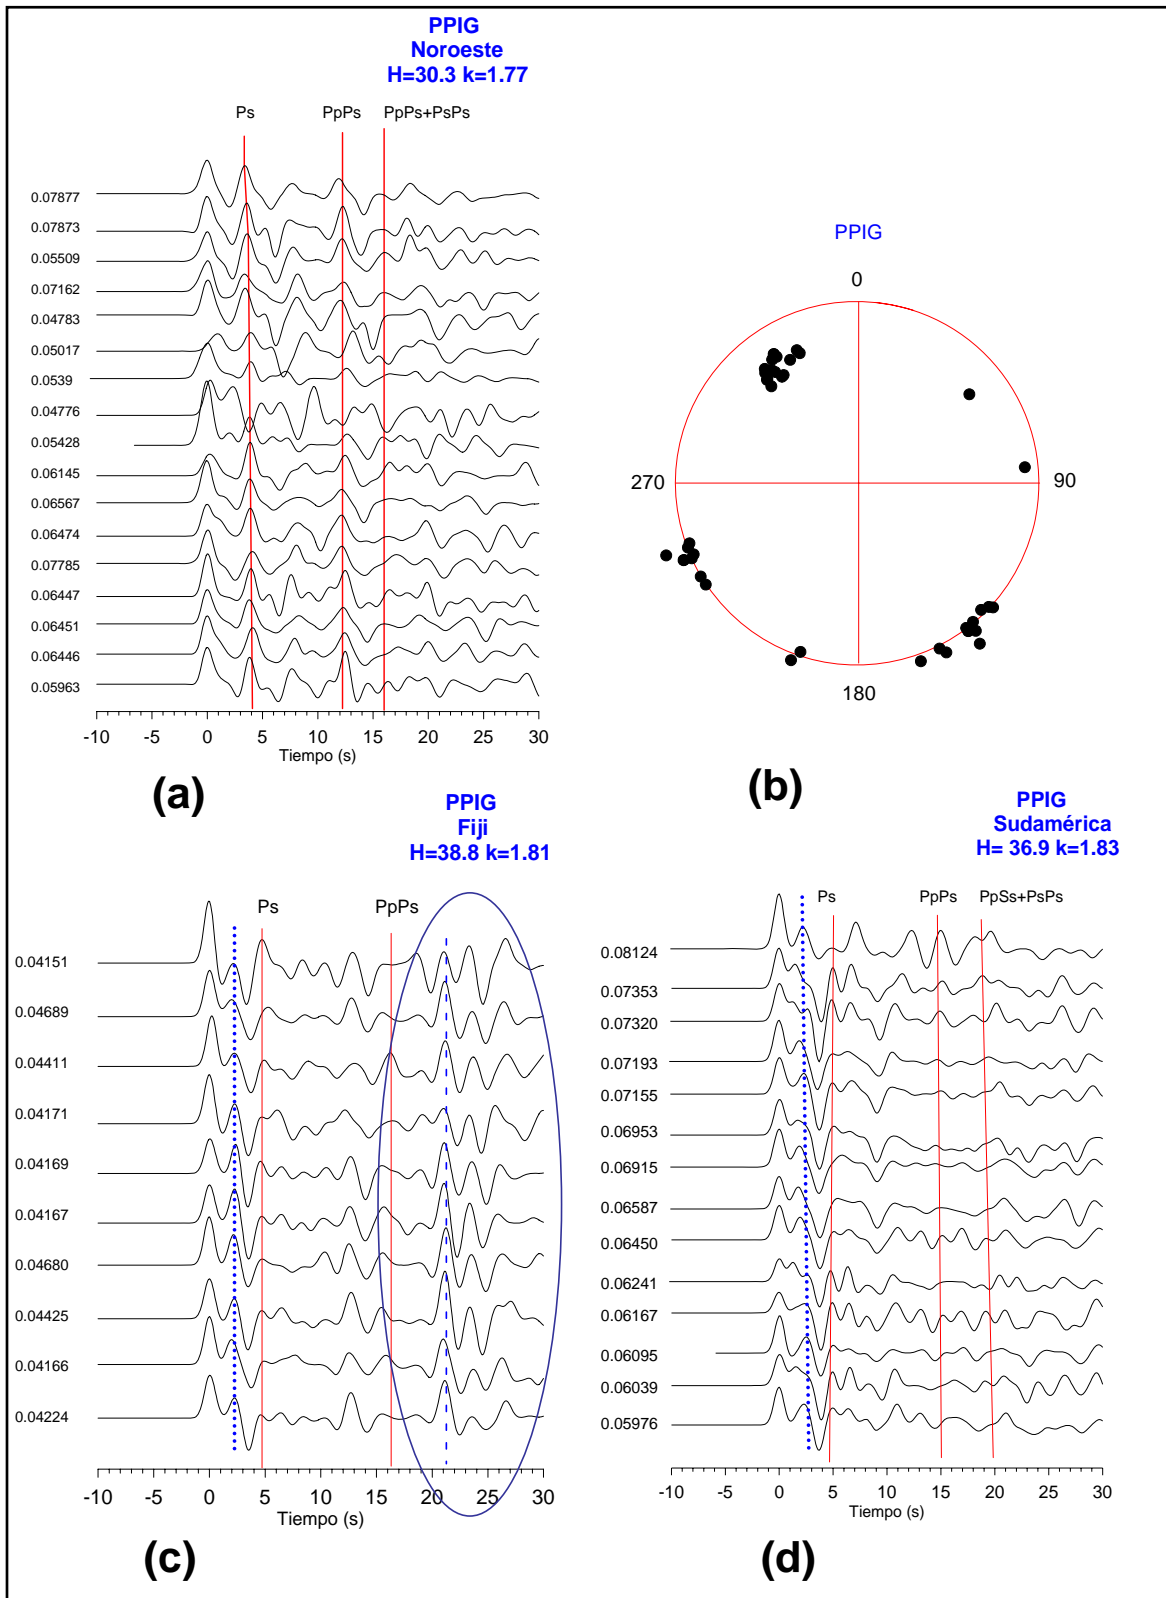 PPIG
Noroeste
H=30.3 k=1.77
Ps PpPs PpPs+PsPs
0.07877
0.07873
0.05509
0.07162
0.04783
0.05017
0.0539
0.04776
0.05428
0.06145
0.06567
0.06474
0.07785
0.06447
0.06451
0.06446
0.05963
-10 -5 0 5 10 15 20 25 30
Tiempo (s)
(a)
PPIG
0
270 90
180
(b)
PPIG
Fiji
H=38.8 k=1.81
Ps PpPs
0.04151
0.04689
0.04411
0.04171
0.04169
0.04167
0.04680
0.04425
0.04166
0.04224
-10 -5 0 5 10 15 20 25 30
Tiempo (s)
(c)
PPIG
Sudamérica
H= 36.9 k=1.83
Ps PpPs PpSs+PsPs
0.08124
0.07353
0.07320
0.07193
0.07155
0.06953
0.06915
0.06587
0.06450
0.06241
0.06167
0.06095
0.06039
0.05976
-10 -5 0 5 10 15 20 25 30
Tiempo (s)
(d)